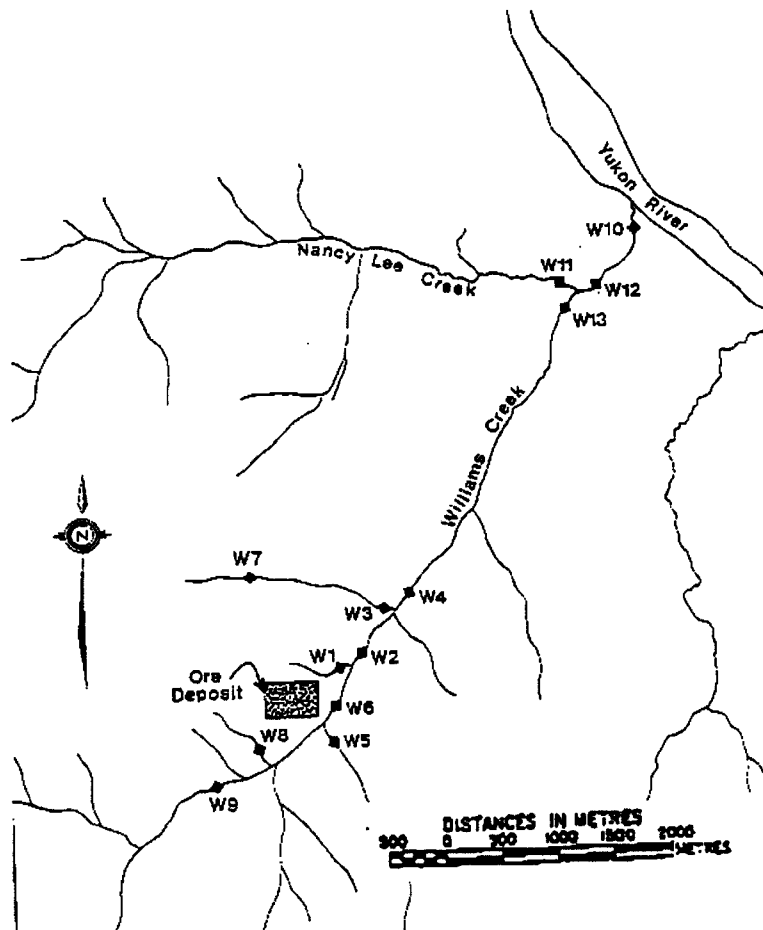 Yukon River
W10
Nancy Lee Creek
W11
W12
W13
Williams Creek
N
W7
W4
W3
W1
W2
Ore
Deposit
W6
W8
W5
W9
DISTANCES IN METRES
0 1000 1500 2000
METRES